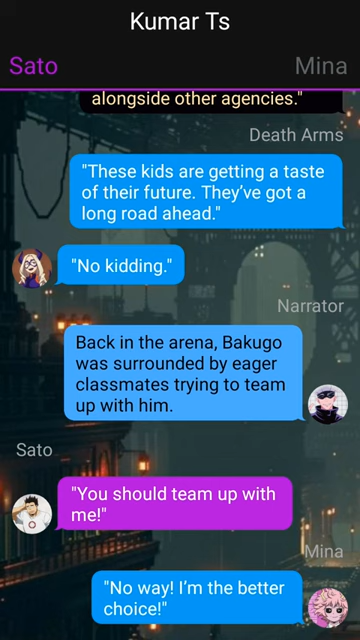 Kumar Ts
Sato
Mina
alongside other agencies."
Death Arms
"These kids are getting a taste
of their future. They’ve got a
long road ahead."
"No kidding."
Narrator
Back in the arena, Bakugo
was surrounded by eager
classmates trying to team
up with him.
Sato
"You should team up with
me!"
Mina
"No way! I’m the better
choice!"